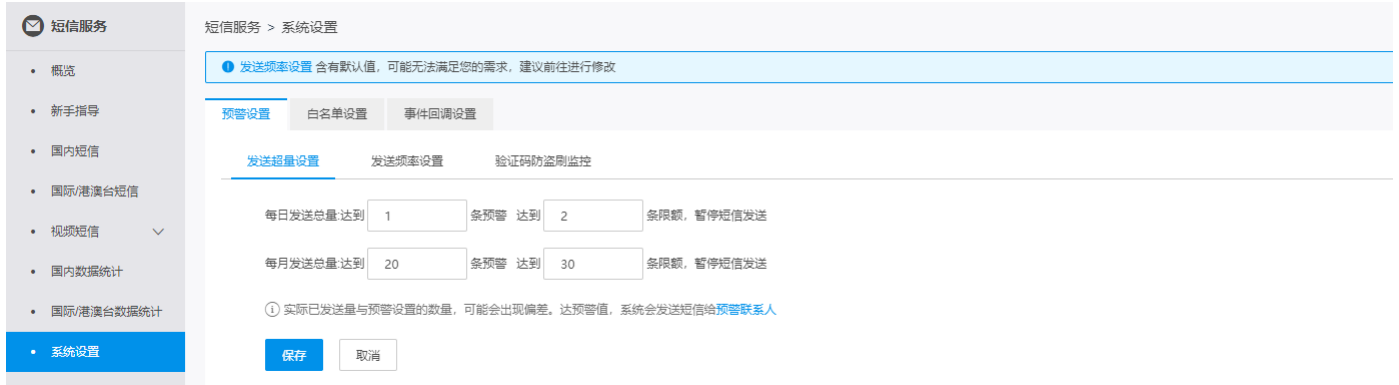 短信服务
概览
新手指导
国内短信
国际/港澳台短信
视频短信
国内数据统计
国际/港澳台数据统计
系统设置
短信服务 > 系统设置
发送频率设置 含有默认值，可能无法满足您的需求，建议前往进行修改
预警设置 白名单设置 事件回调设置
发送超量设置 发送频率设置 验证码防盗刷监控
每日发送总量:达到 1 条预警 达到 2 条限额，暂停短信发送
每月发送总量:达到 20 条预警 达到 30 条限额，暂停短信发送
实际已发送量与预警设置的数量，可能会出现偏差。达预警值，系统会发送短信给预警联系人
保存 取消